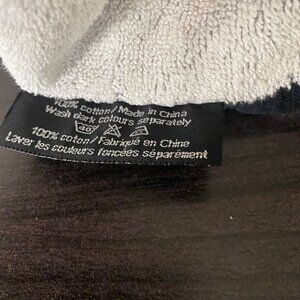 100% cotton/Made in China
Wash dark colours separately
40
100% coton/Fabriqué en Chine
Laver les couleurs foncées séparément